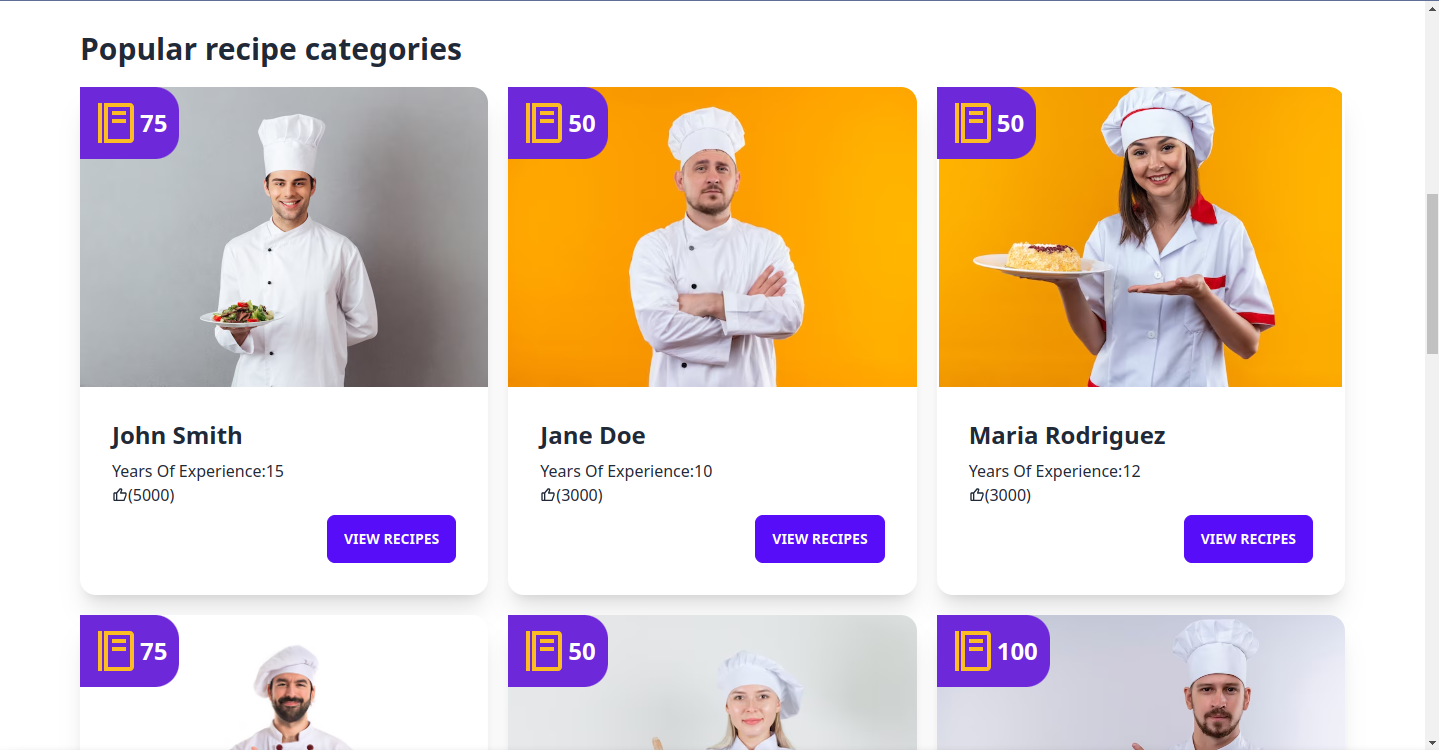 Popular recipe categories
75
50
50
John Smith
Years Of Experience:15
(5000)
VIEW RECIPES
Jane Doe
Years Of Experience:10
(3000)
VIEW RECIPES
Maria Rodriguez
Years Of Experience:12
(3000)
VIEW RECIPES
75
50
100